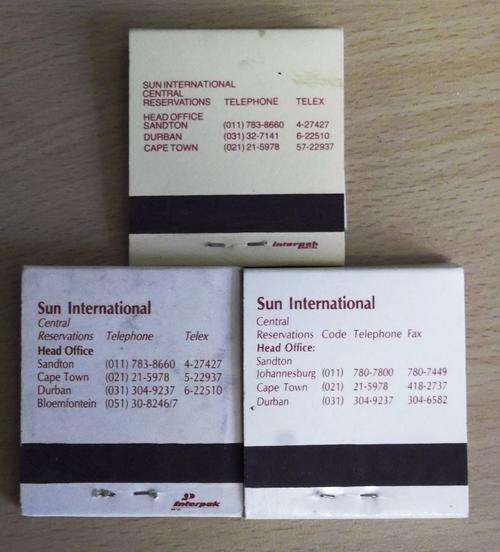 SUN INTERNATIONAL
CENTRAL
RESERVATIONS TELEPHONE TELEX
HEAD OFFICE
SANDTON (011) 783-8660 4-27427
DURBAN (031) 32-7141 6-22510
CAPE TOWN (021) 21-5978 57-22937
Interpak
Sun International
Central
Reservations Telephone Telex
Head Office
Sandton (011) 783-8660 4-27427
Cape Town (021) 21-5978 5-22937
Durban (031) 304-9237 6-22510
Bloemfontein (051) 30-8246/7
Interpak
Sun International
Central
Reservations Code Telephone Fax
Head Office:
Sandton
Johannesburg (011) 780-7800 780-7449
Cape Town (021) 21-5978 418-2737
Durban (031) 304-9237 304-6582